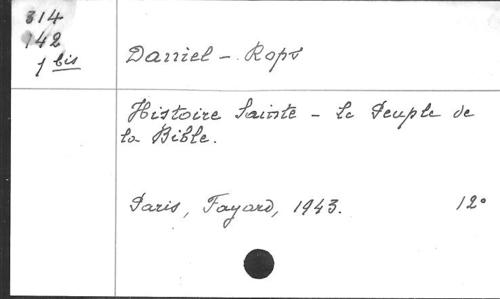 814
142
1 bis
Daniel - Rops
Histoire Sainte - Le Peuple de
la Bible.
Paris, Fayard, 1943. 12°